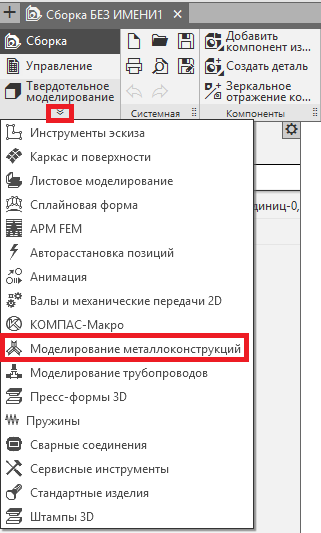 Сборка БЕЗ ИМЕНИ1
Сборка
Управление
Твердотельное
моделирование
Системная
Добавить
компонент из...
Создать деталь
Зеркальное
отражение ко...
Компоненты
Инструменты эскиза
Каркас и поверхности
Листовое моделирование
Сплайновая форма
APM FEM
Авторасстановка позиций
Анимация
Валы и механические передачи 2D
КОМПАС-Макро
Моделирование металлоконструкций
Моделирование трубопроводов
Пресс-формы 3D
Пружины
Сварные соединения
Сервисные инструменты
Стандартные изделия
Штампы 3D
единиц-0,